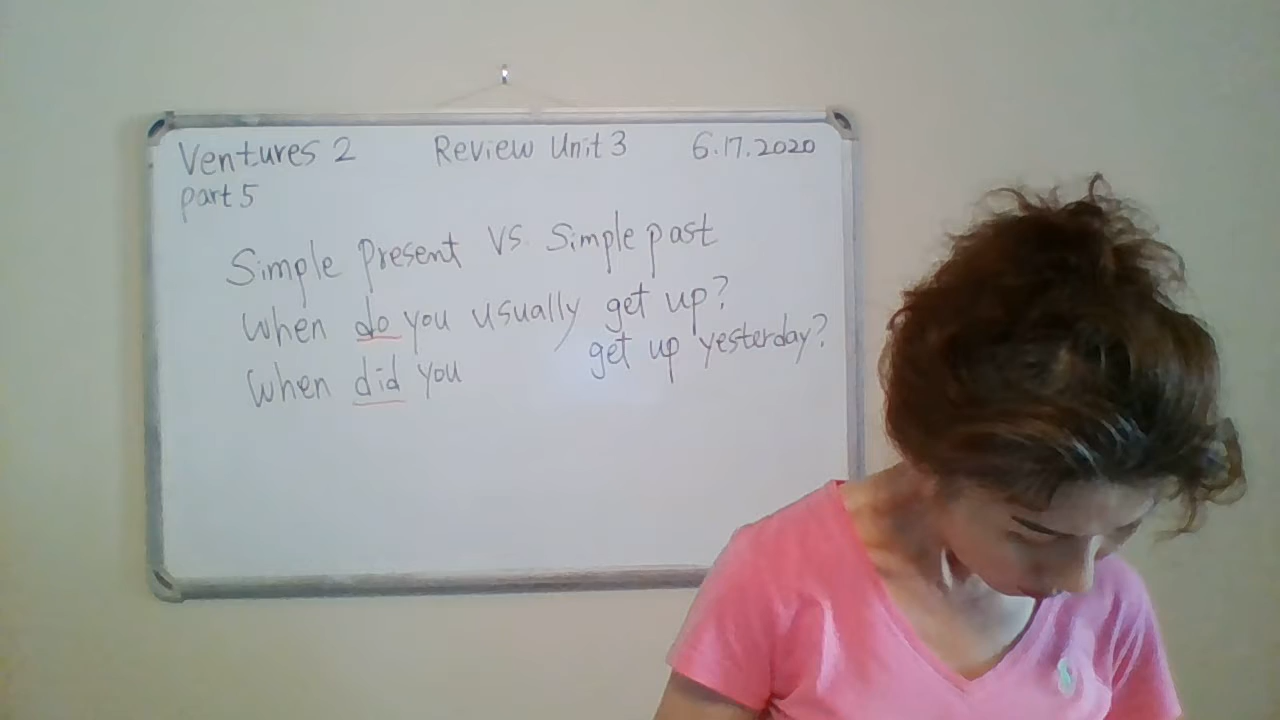 Ventures 2 Review Unit 3 6.17.2020
part 5
Simple Present VS. Simple past
When do you usually get up?
When did you get up yesterday?